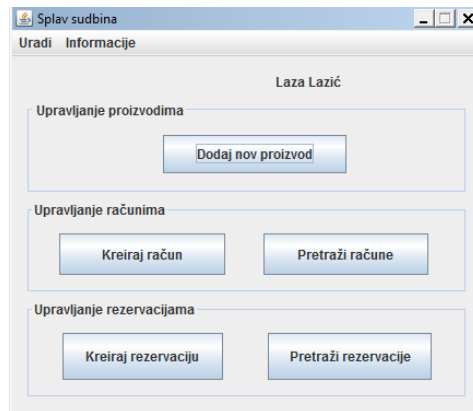 Splav sudbina
Uradi Informacije
Laza Lazić
Upravljanje proizvodima
Dodaj nov proizvod
Upravljanje računima
Kreiraj račun Pretraži račune
Upravljanje rezervacijama
Kreiraj rezervaciju Pretraži rezervacije